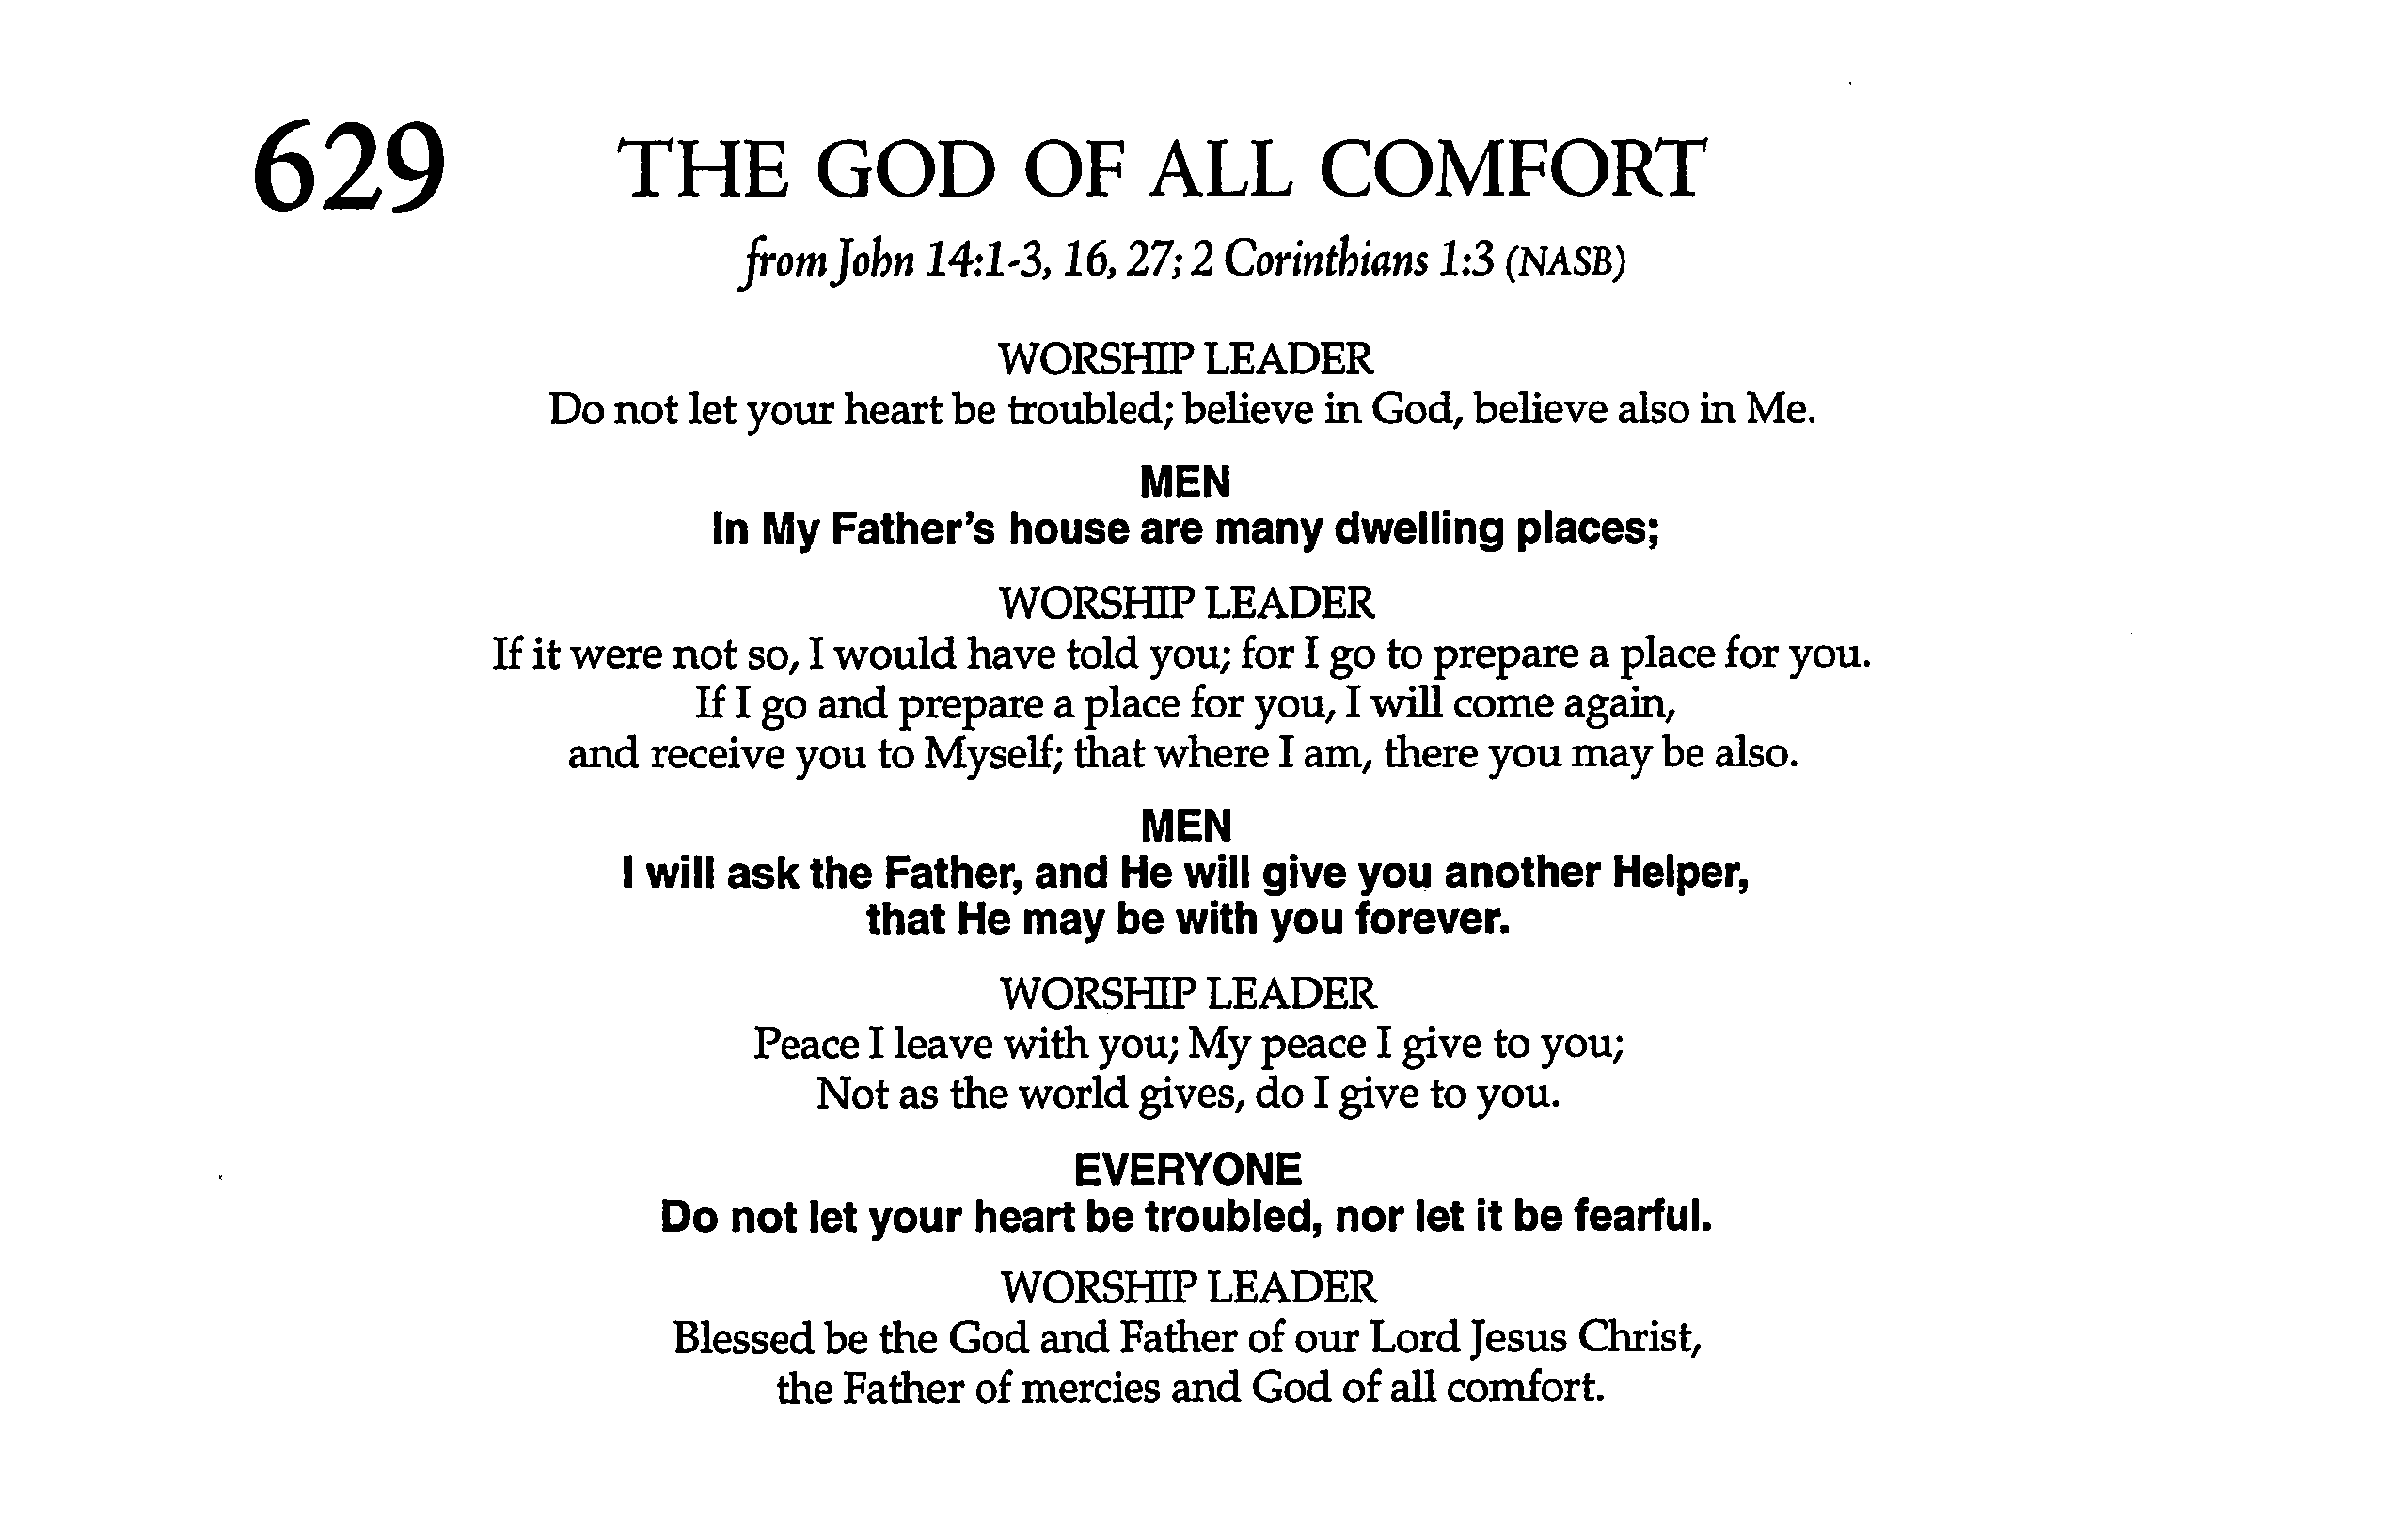 629 THE GOD OF ALL COMFORT
from John 14:1-3, 16, 27; 2 Corinthians 1:3 (NASB)
WORSHIP LEADER
Do not let your heart be troubled; believe in God, believe also in Me.
MEN
In My Father's house are many dwelling places;
WORSHIP LEADER
If it were not so, I would have told you; for I go to prepare a place for you.
If I go and prepare a place for you, I will come again,
and receive you to Myself; that where I am, there you may be also.
MEN
I will ask the Father, and He will give you another Helper,
that He may be with you forever.
WORSHIP LEADER
Peace I leave with you; My peace I give to you;
Not as the world gives, do I give to you.
EVERYONE
Do not let your heart be troubled, nor let it be fearful.
WORSHIP LEADER
Blessed be the God and Father of our Lord Jesus Christ,
the Father of mercies and God of all comfort.